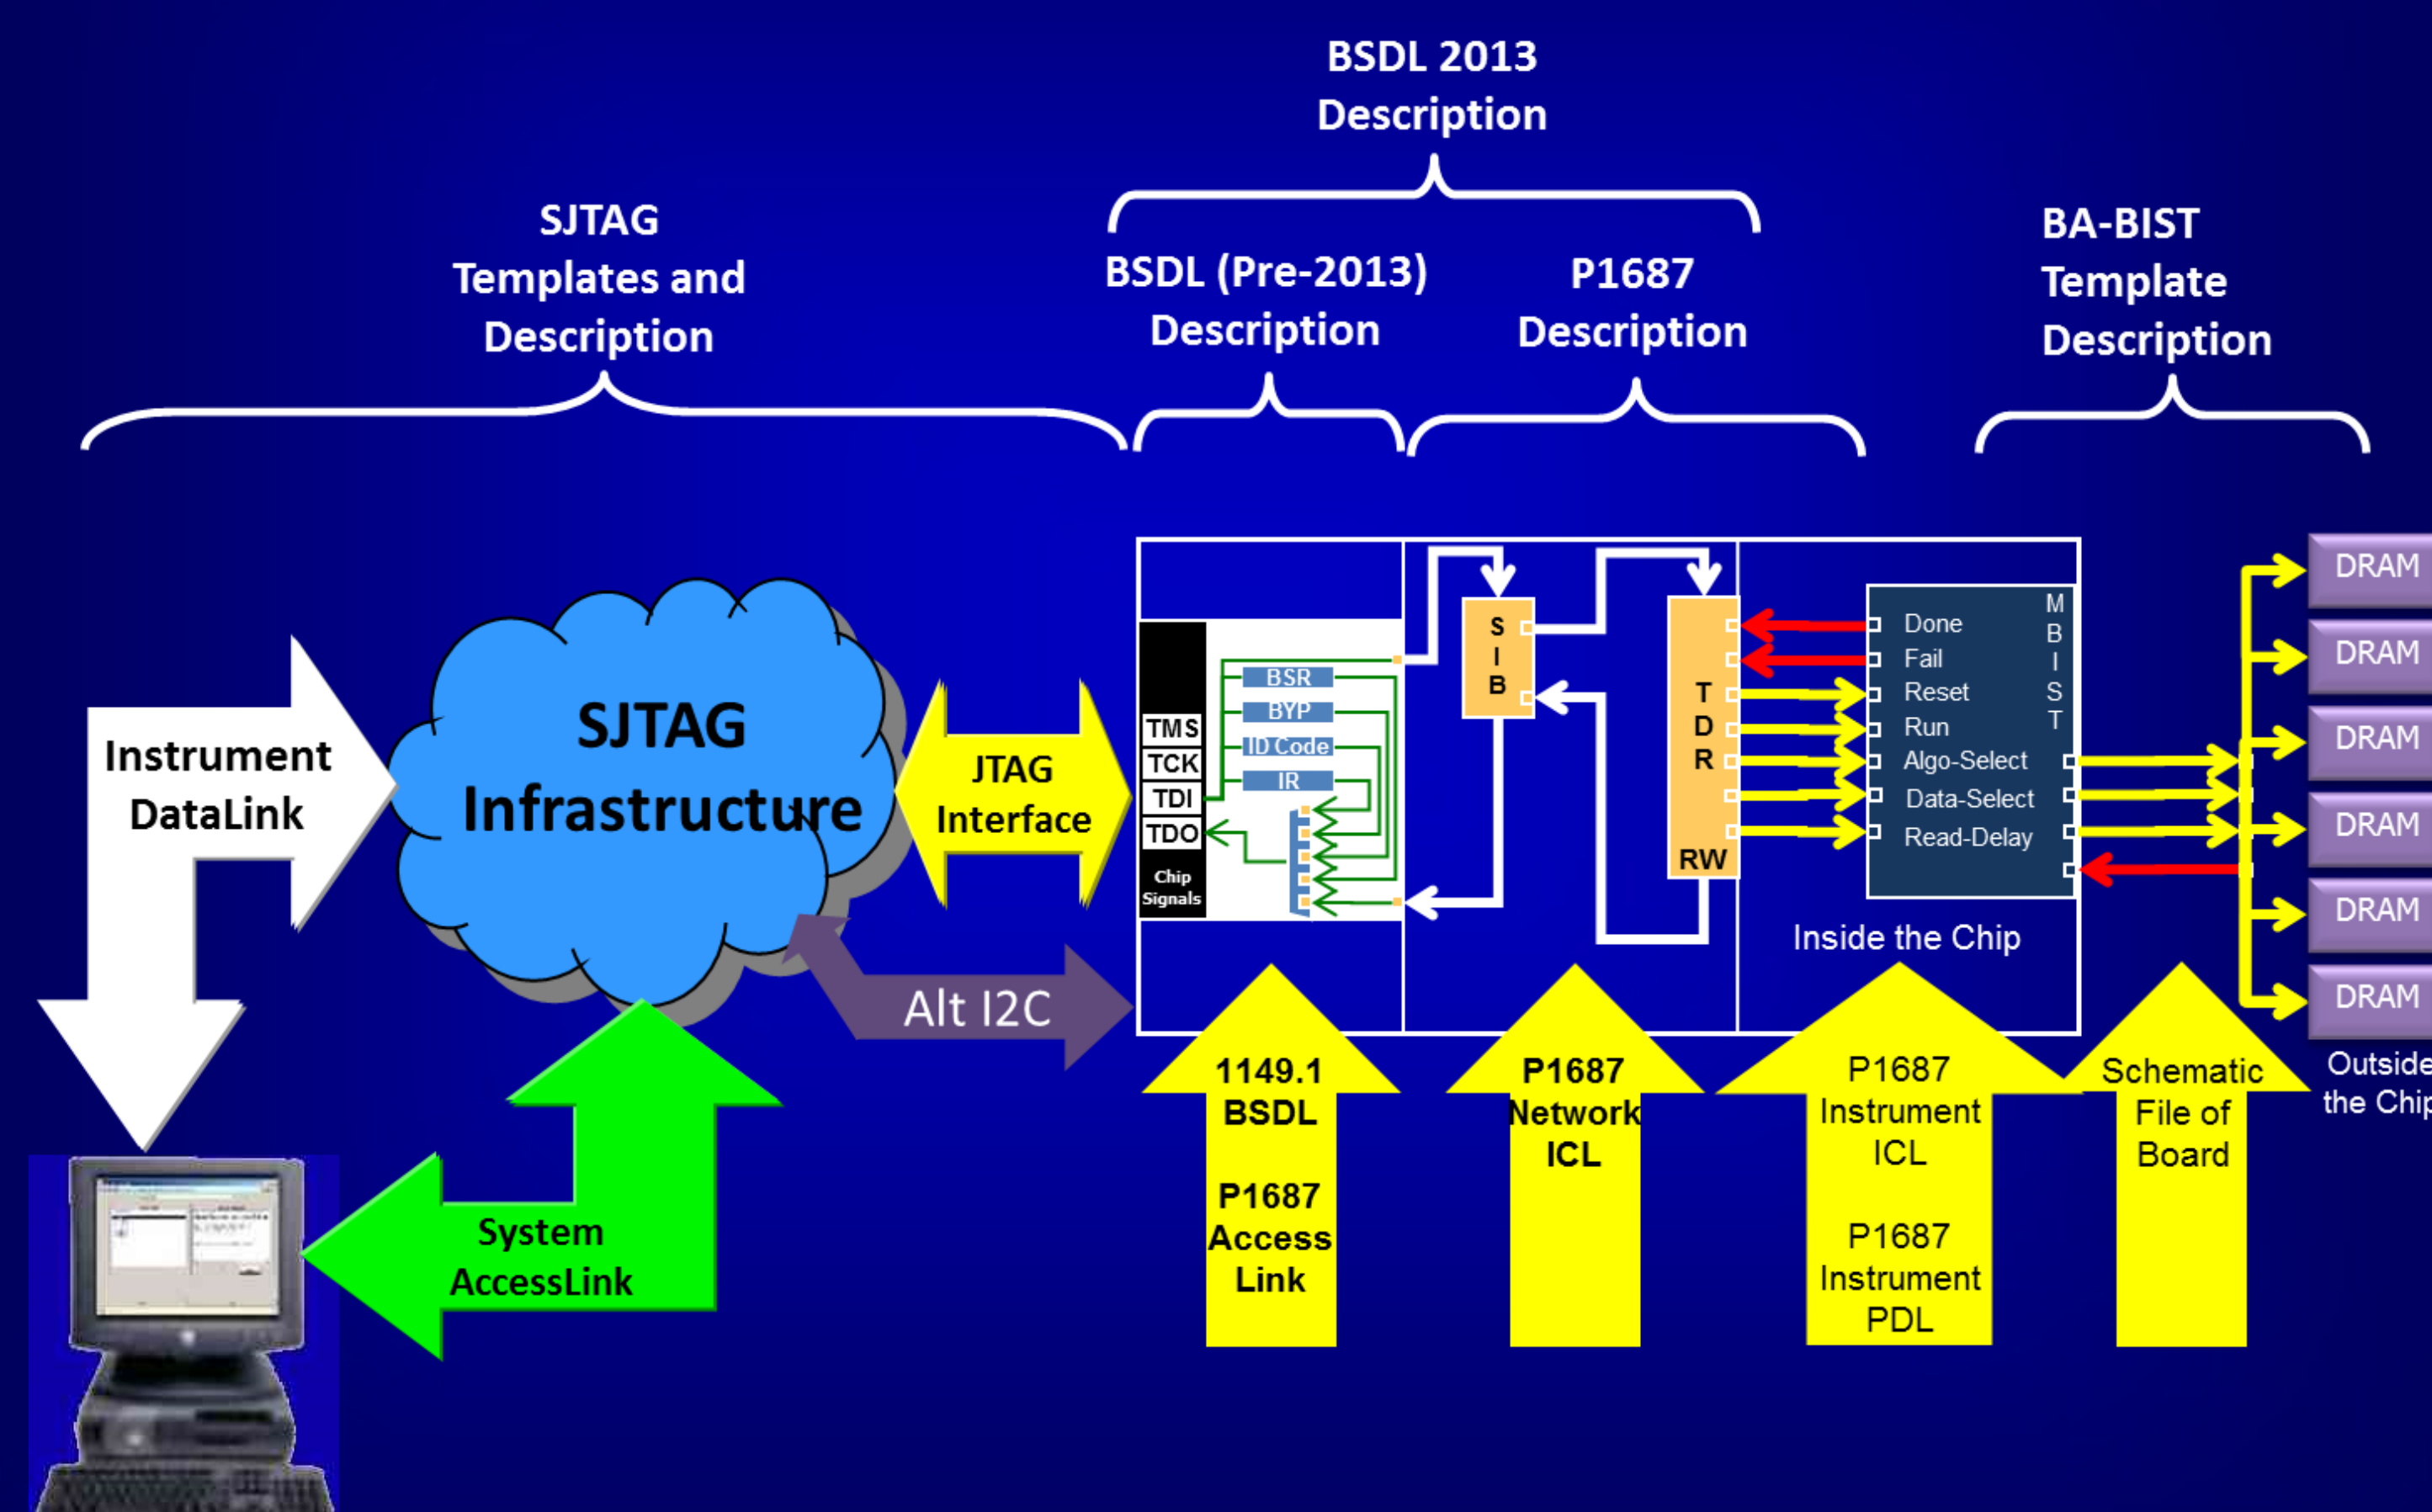 BSDL 2013
Description
SJTAG
Templates and
Description
BSDL (Pre-2013)
Description
P1687
Description
BA-BIST
Template
Description
Instrument
DataLink
SJTAG
Infrastructure
JTAG
Interface
Alt I2C
System
AccessLink
TMS
TCK
TDI
TDO
Chip
Signals
BSR
BYP
ID Code
IR
S
I
B
T
D
R
RW
Done
Fail
Reset
Run
Algo-Select
Data-Select
Read-Delay
M
B
I
S
T
Inside the Chip
DRAM
DRAM
DRAM
DRAM
DRAM
DRAM
Outside
the Chip
1149.1
BSDL
P1687
Access
Link
P1687
Network
ICL
P1687
Instrument
ICL
P1687
Instrument
PDL
Schematic
File of
Board